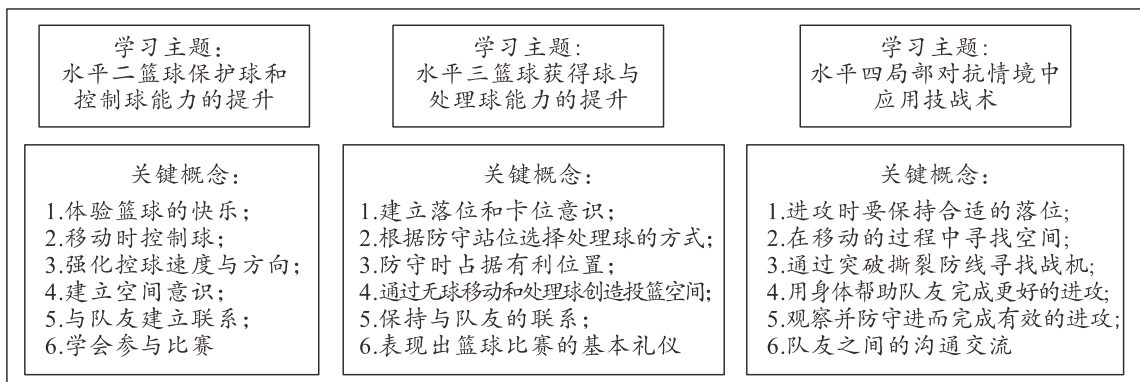 学习主题：
水平二篮球保护球和
控制球能力的提升
学习主题：
水平三篮球获得球与
处理球能力的提升
学习主题：
水平四局部对抗情境中
应用技战术
关键概念：
1.体验篮球的快乐；
2.移动时控制球；
3.强化控球速度与方向；
4.建立空间意识；
5.与队友建立联系；
6.学会参与比赛
关键概念：
1.建立落位和卡位意识；
2.根据防守站位选择处理球的方式；
3.防守时占据有利位置；
4.通过无球移动和处理球创造投篮空间；
5.保持与队友的联系；
6.表现出篮球比赛的基本礼仪
关键概念：
1.进攻时要保持合适的落位；
2.在移动的过程中寻找空间；
3.通过突破撕裂防线寻找战机；
4.用身体帮助队友完成更好的进攻；
5.观察并防守进而完成有效的进攻；
6.队友之间的沟通交流